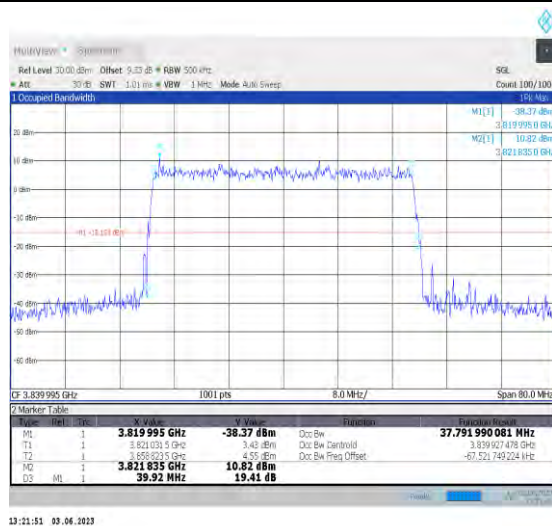 MultiView Spectrum
Ref Level 30.00 dBm Offset 9.33 dB RBW 500 kHz SGL
Att 30 dB SWT 1.01 ms VBW 1 MHz Mode Auto Sweep Count 100/100
1 Occupied Bandwidth 1Pk Max
M1[1] -38.37 dBm
3.819 995 0 GHz
M2[1] 10.82 dBm
3.821 835 0 GHz
20 dBm
10 dBm
0 dBm
-10 dBm
-20 dBm
-30 dBm
-40 dBm
-50 dBm
-60 dBm
CF 3.839 995 GHz 1001 pts 8.0 MHz/ Span 80.0 MHz
2 Marker Table
Type Ref Trc X Value Y Value Function Function Result
M1 1 3.819 995 GHz -38.37 dBm Occ Bw 37.791 990 081 MHz
T1 1 3.821 031 5 GHz 3.43 dBm Occ Bw Centroid 3.839 927 478 GHz
T2 1 3.858 823 5 GHz 4.55 dBm Occ Bw Freq Offset -67.521 749 224 kHz
M2 1 3.821 835 GHz 10.82 dBm
D3 M1 1 39.92 MHz 19.41 dB
13:21:51 03.06.2023